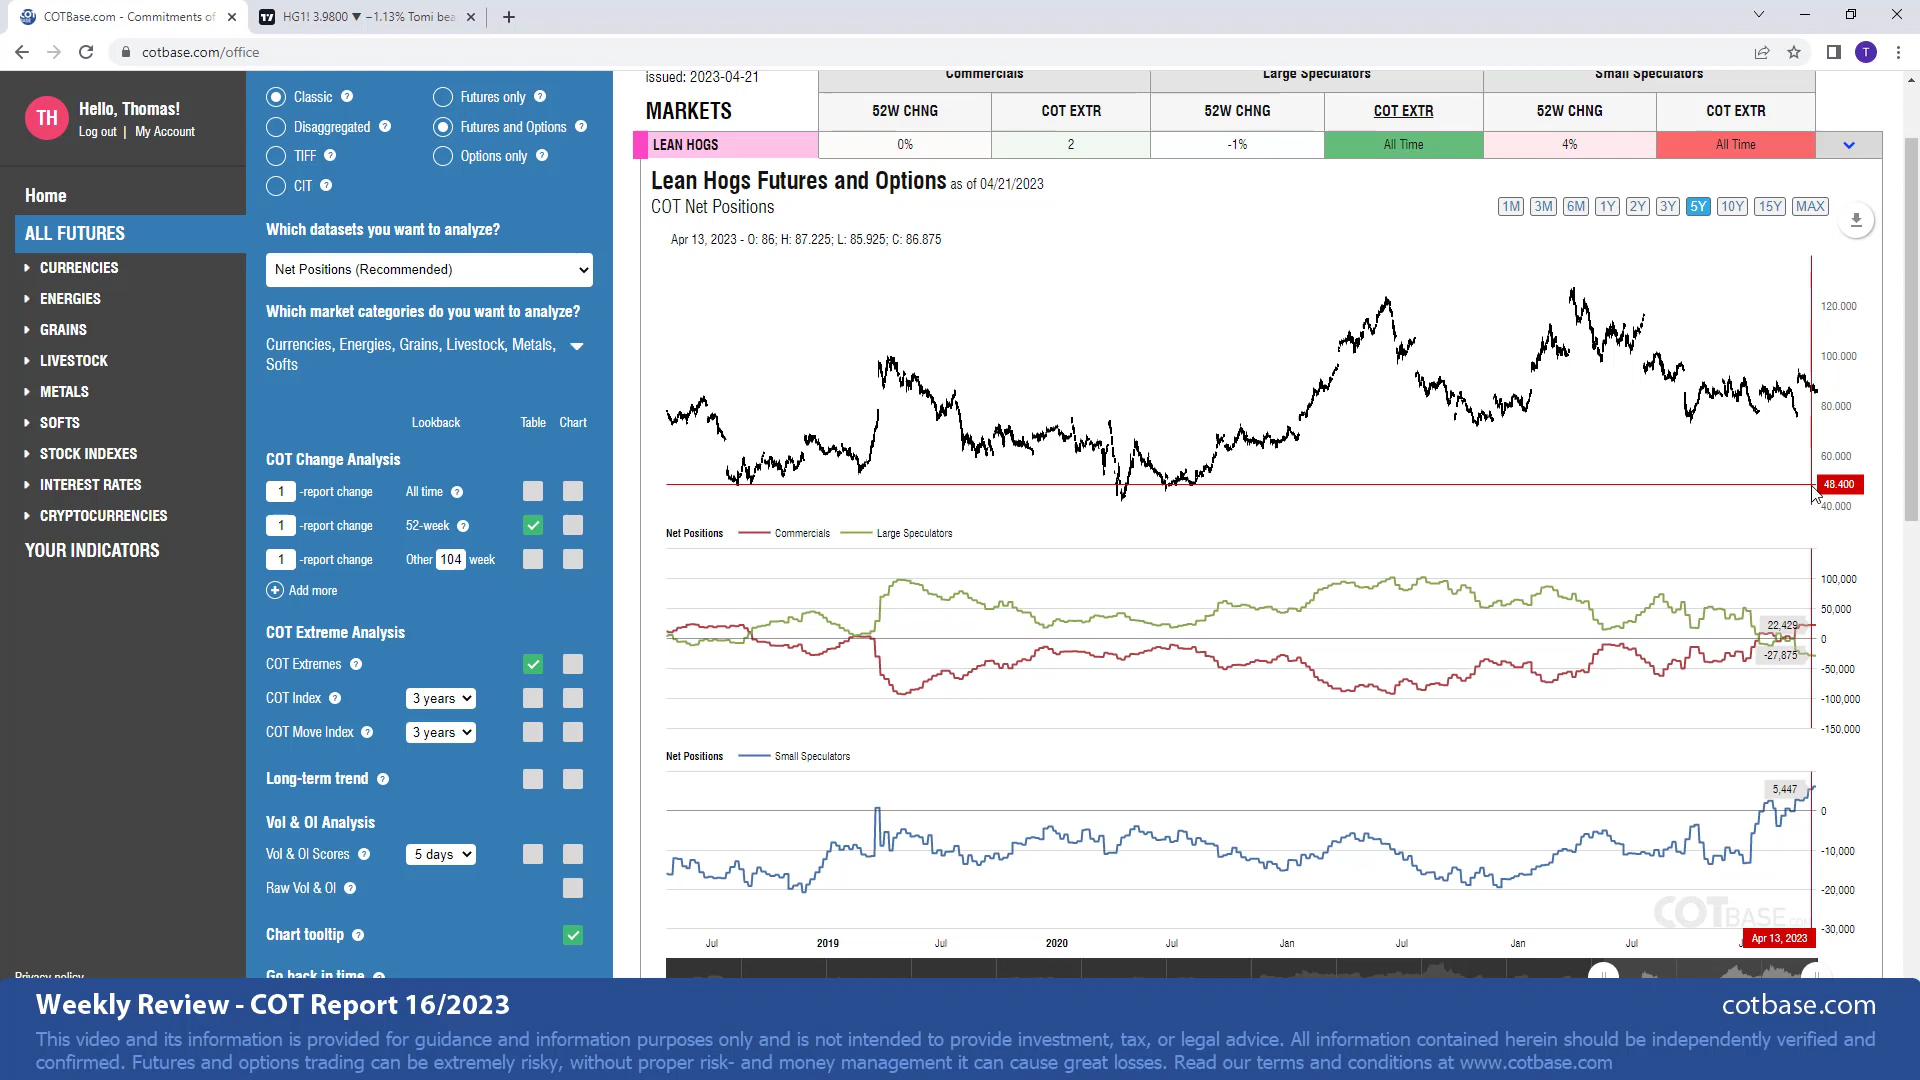 COTBase.com - Commitments of
HG1! 3.9800 ▼ −1.13% Tomi bea
cotbase.com/office
T
TH
Hello, Thomas!
Log out | My Account
Home
ALL FUTURES
CURRENCIES
ENERGIES
GRAINS
LIVESTOCK
METALS
SOFTS
STOCK INDEXES
INTEREST RATES
CRYPTOCURRENCIES
YOUR INDICATORS
Privacy policy
Classic ?
Futures only ?
Disaggregated ?
Futures and Options ?
TIFF ?
Options only ?
CIT ?
Which datasets you want to analyze?
Net Positions (Recommended)
Which market categories do you want to analyze?
Currencies, Energies, Grains, Livestock, Metals,
Softs
Lookback Table Chart
COT Change Analysis
1 -report change All time ?
1 -report change 52-week ?
1 -report change Other 104 week
+ Add more
COT Extreme Analysis
COT Extremes ?
COT Index ? 3 years
COT Move Index ? 3 years
Long-term trend ?
Vol & OI Analysis
Vol & OI Scores ? 5 days
Raw Vol & OI ?
Chart tooltip ?
Go back in time ?
issued: 2023-04-21
Commercials Large Speculators Small Speculators
MARKETS 52W CHNG COT EXTR 52W CHNG COT EXTR 52W CHNG COT EXTR
LEAN HOGS 0% 2 -1% All Time 4% All Time
Lean Hogs Futures and Options as of 04/21/2023
COT Net Positions
1M 3M 6M 1Y 2Y 3Y 5Y 10Y 15Y MAX
Apr 13, 2023 - O: 86; H: 87.225; L: 85.925; C: 86.875
120.000
100.000
80.000
60.000
48.400
40.000
Net Positions Commercials Large Speculators
100,000
50,000
22,429
0
-27,875
-50,000
-100,000
-150,000
Net Positions Small Speculators
5,447
0
-10,000
-20,000
COTBASE.COM
-30,000
Jul 2019 Jul 2020 Jul Jan Jul Jan Jul
Apr 13, 2023
Weekly Review - COT Report 16/2023
cotbase.com
This video and its information is provided for guidance and information purposes only and is not intended to provide investment, tax, or legal advice. All information contained herein should be independently verified and
confirmed. Futures and options trading can be extremely risky, without proper risk- and money management it can cause great losses. Read our terms and conditions at www.cotbase.com